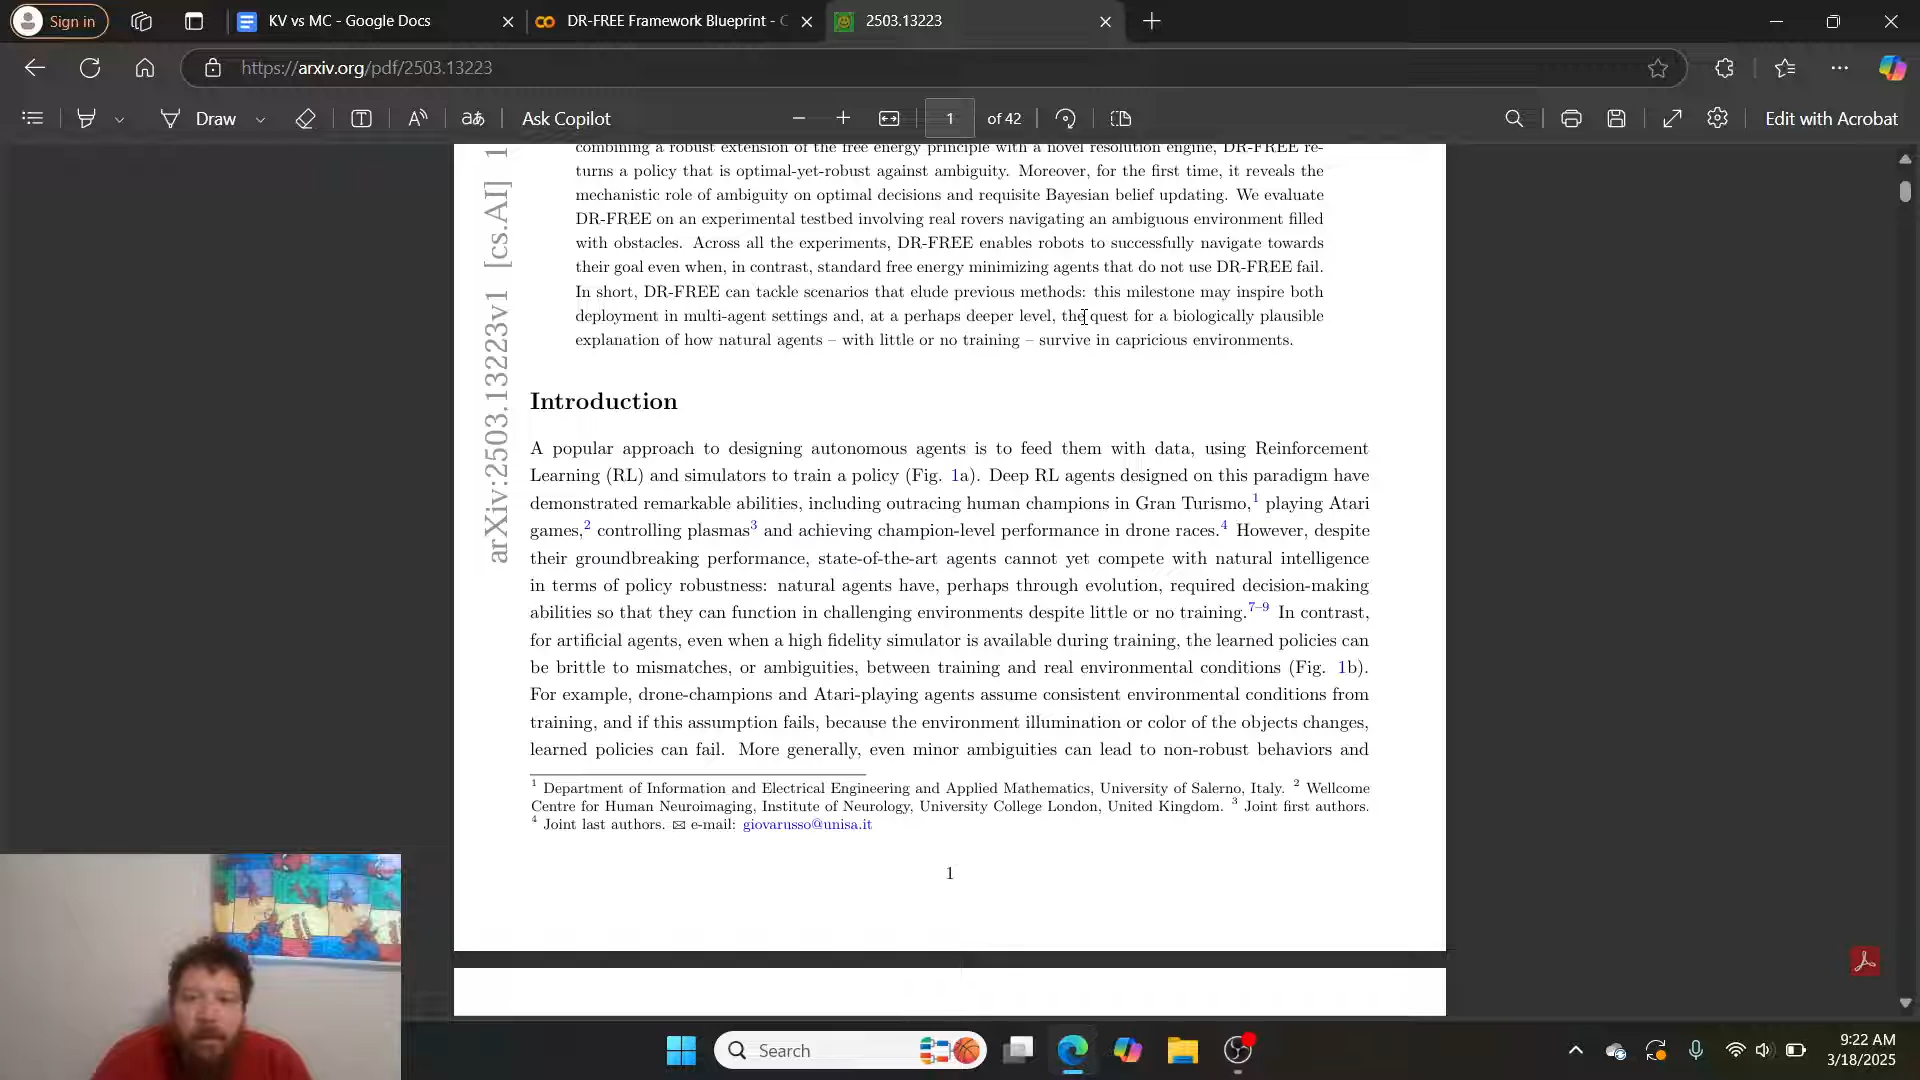 Sign in
KV vs MC - Google Docs
DR-FREE Framework Blueprint - C
2503.13223
https://arxiv.org/pdf/2503.13223
Draw
aあ
Ask Copilot
1
of 42
Edit with Acrobat
combining a robust extension of the free energy principle with a novel resolution engine, DR-FREE re-
turns a policy that is optimal-yet-robust against ambiguity. Moreover, for the first time, it reveals the
mechanistic role of ambiguity on optimal decisions and requisite Bayesian belief updating. We evaluate
DR-FREE on an experimental testbed involving real rovers navigating an ambiguous environment filled
with obstacles. Across all the experiments, DR-FREE enables robots to successfully navigate towards
their goal even when, in contrast, standard free energy minimizing agents that do not use DR-FREE fail.
In short, DR-FREE can tackle scenarios that elude previous methods: this milestone may inspire both
deployment in multi-agent settings and, at a perhaps deeper level, the quest for a biologically plausible
explanation of how natural agents – with little or no training – survive in capricious environments.
arXiv:2503.13223v1 [cs.AI] 1
Introduction
A popular approach to designing autonomous agents is to feed them with data, using Reinforcement
Learning (RL) and simulators to train a policy (Fig. 1a). Deep RL agents designed on this paradigm have
demonstrated remarkable abilities, including outracing human champions in Gran Turismo,1 playing Atari
games,2 controlling plasmas3 and achieving champion-level performance in drone races.4 However, despite
their groundbreaking performance, state-of-the-art agents cannot yet compete with natural intelligence
in terms of policy robustness: natural agents have, perhaps through evolution, required decision-making
abilities so that they can function in challenging environments despite little or no training.7–9 In contrast,
for artificial agents, even when a high fidelity simulator is available during training, the learned policies can
be brittle to mismatches, or ambiguities, between training and real environmental conditions (Fig. 1b).
For example, drone-champions and Atari-playing agents assume consistent environmental conditions from
training, and if this assumption fails, because the environment illumination or color of the objects changes,
learned policies can fail. More generally, even minor ambiguities can lead to non-robust behaviors and
1 Department of Information and Electrical Engineering and Applied Mathematics, University of Salerno, Italy. 2 Wellcome
Centre for Human Neuroimaging, Institute of Neurology, University College London, United Kingdom. 3 Joint first authors.
4 Joint last authors. ✉ e-mail: giovarusso@unisa.it
1
Search
9:22 AM
3/18/2025